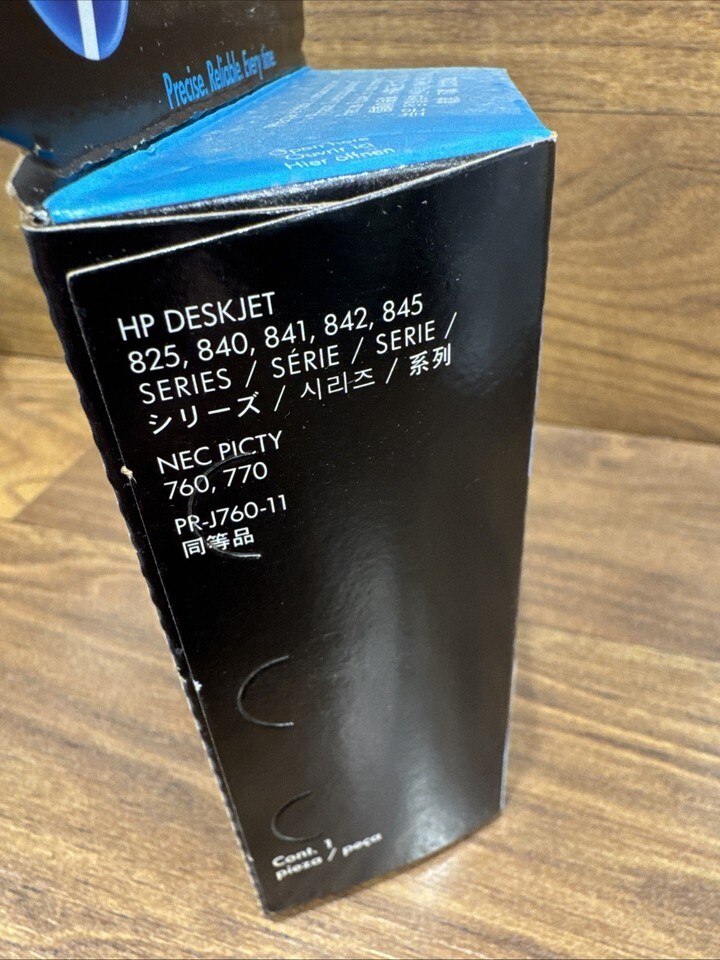 Precise. Reliable. Every time.
Open here
Ouvrir ici
Hier öffnen
HP DESKJET
825, 840, 841, 842, 845
SERIES / SÉRIE / SERIE /
シリーズ / 시리즈 / 系列
NEC PICTY
760, 770
PR-J760-11
同等品
Cont. 1
pieza / peça